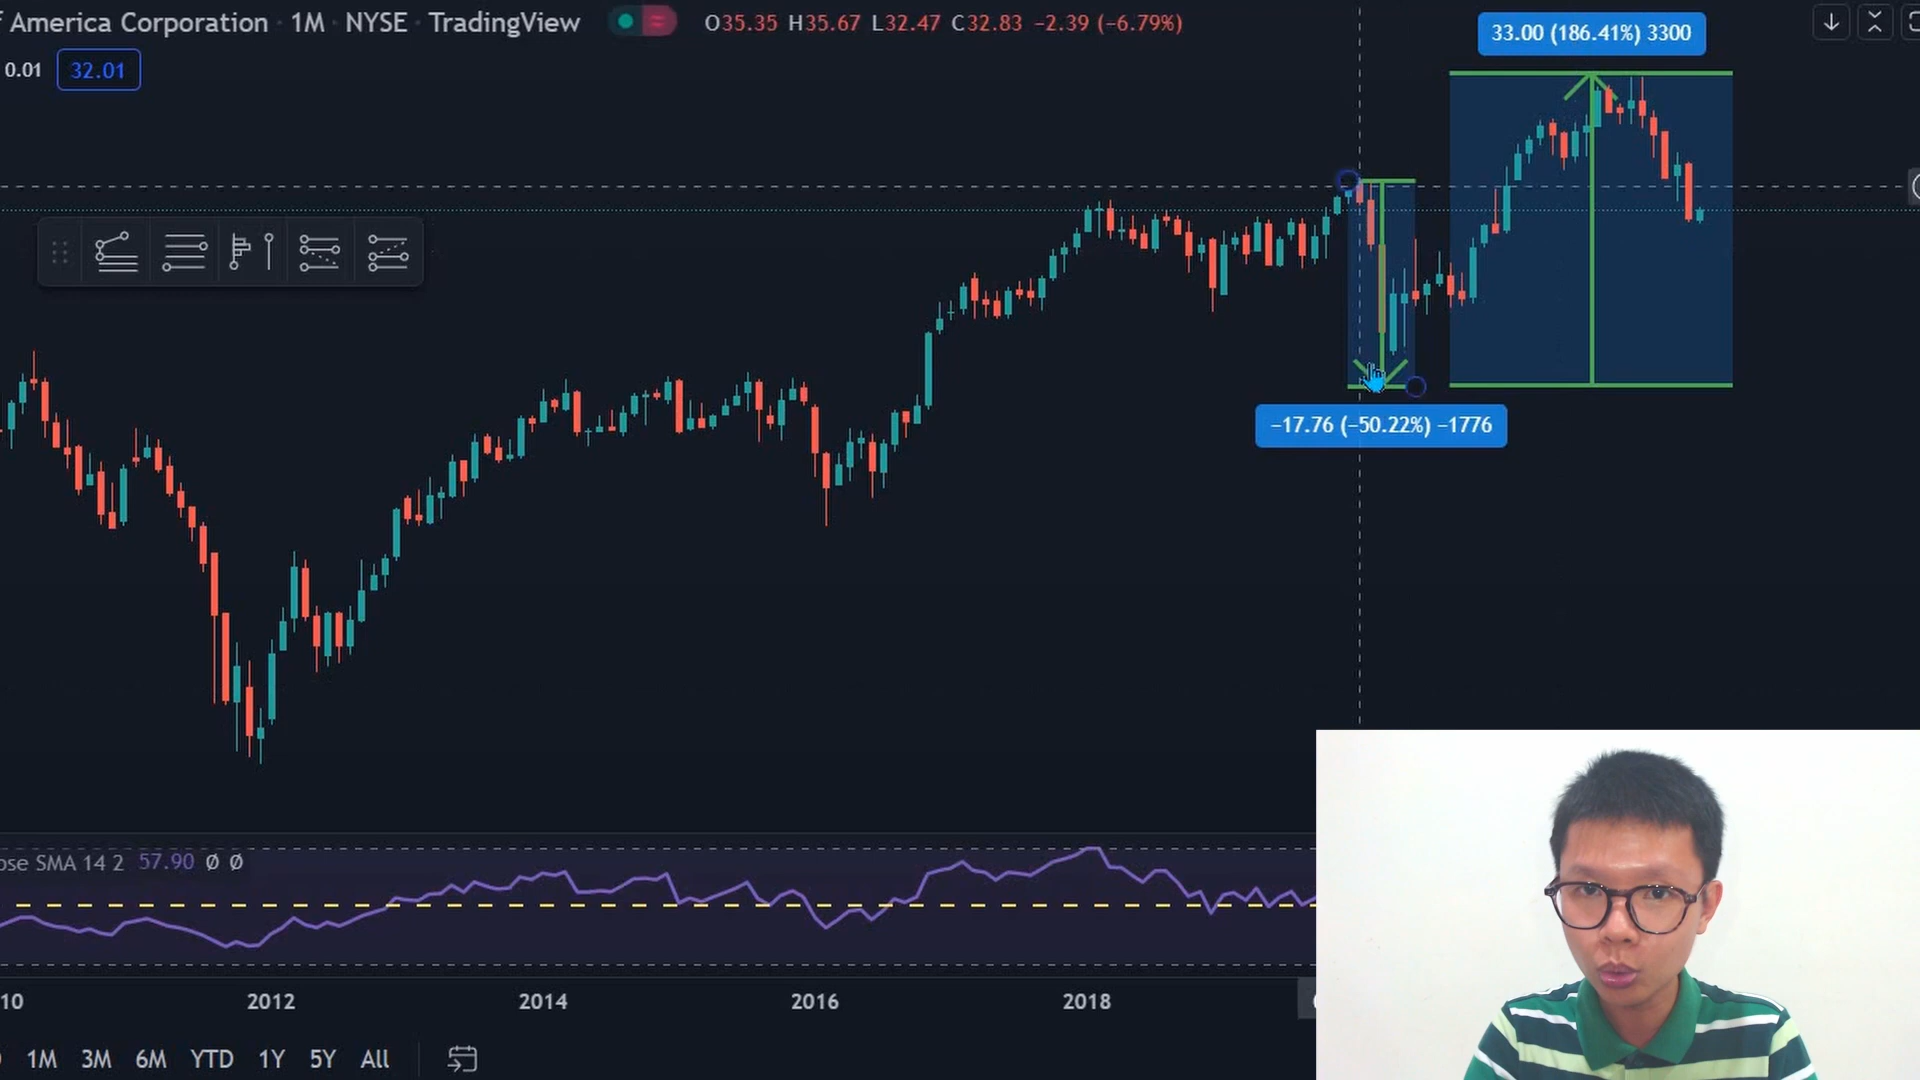 America Corporation · 1M · NYSE · TradingView
O35.35 H35.67 L32.47 C32.83 −2.39 (−6.79%)
0.01 32.01
33.00 (186.41%) 3300
−17.76 (−50.22%) −1776
SMA 14 2 57.90 Ø Ø
10 2012 2014 2016 2018
1M 3M 6M YTD 1Y 5Y All